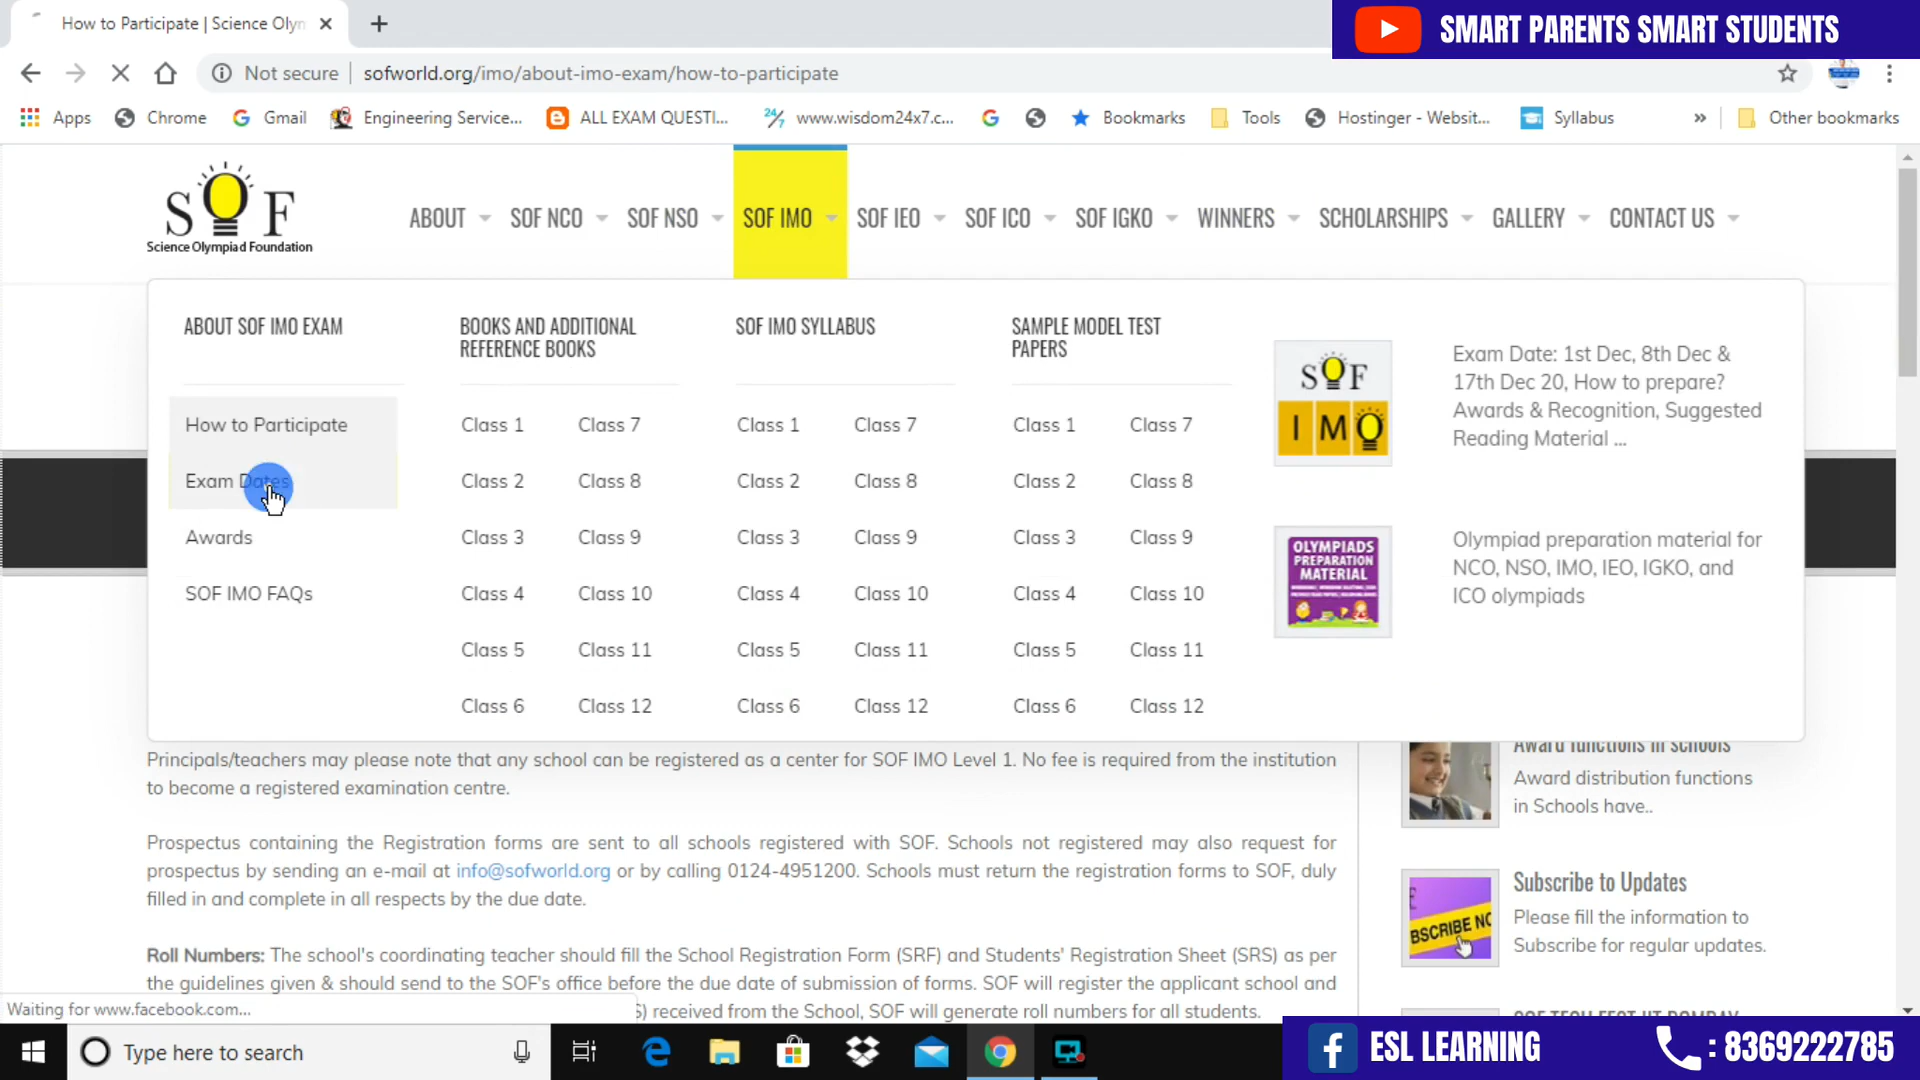 How to Participate | Science Olyn
SMART PARENTS SMART STUDENTS
Not secure | sofworld.org/imo/about-imo-exam/how-to-participate
Apps Chrome Gmail Engineering Service... ALL EXAM QUESTI... 24/7 www.wisdom24x7.c... Bookmarks Tools Hostinger - Websit... Syllabus » Other bookmarks
SOF
Science Olympiad Foundation
ABOUT SOF NCO SOF NSO SOF IMO SOF IEO SOF ICO SOF IGKO WINNERS SCHOLARSHIPS GALLERY CONTACT US
ABOUT SOF IMO EXAM
How to Participate
Exam Dates
Awards
SOF IMO FAQs
BOOKS AND ADDITIONAL
REFERENCE BOOKS
Class 1 Class 7
Class 2 Class 8
Class 3 Class 9
Class 4 Class 10
Class 5 Class 11
Class 6 Class 12
SOF IMO SYLLABUS
Class 1 Class 7
Class 2 Class 8
Class 3 Class 9
Class 4 Class 10
Class 5 Class 11
Class 6 Class 12
SAMPLE MODEL TEST
PAPERS
Class 1 Class 7
Class 2 Class 8
Class 3 Class 9
Class 4 Class 10
Class 5 Class 11
Class 6 Class 12
SOF
IMO
Exam Date: 1st Dec, 8th Dec &
17th Dec 20, How to prepare?
Awards & Recognition, Suggested
Reading Material ...
OLYMPIADS
PREPARATION
MATERIAL
Olympiad preparation material for
NCO, NSO, IMO, IEO, IGKO, and
ICO olympiads
Principals/teachers may please note that any school can be registered as a center for SOF IMO Level 1. No fee is required from the institution
to become a registered examination centre.
Prospectus containing the Registration forms are sent to all schools registered with SOF. Schools not registered may also request for
prospectus by sending an e-mail at info@sofworld.org or by calling 0124-4951200. Schools must return the registration forms to SOF, duly
filled in and complete in all respects by the due date.
Roll Numbers: The school's coordinating teacher should fill the School Registration Form (SRF) and Students' Registration Sheet (SRS) as per
the guidelines given & should send to the SOF's office before the due date of submission of forms. SOF will register the applicant school and
S) received from the School, SOF will generate roll numbers for all students.
Award functions in schools
Award distribution functions
in Schools have..
BSCRIBE NO
Subscribe to Updates
Please fill the information to
Subscribe for regular updates.
SOF TECH FEST IIT BOMBAY
Waiting for www.facebook.com...
Type here to search
ESL LEARNING
: 8369222785